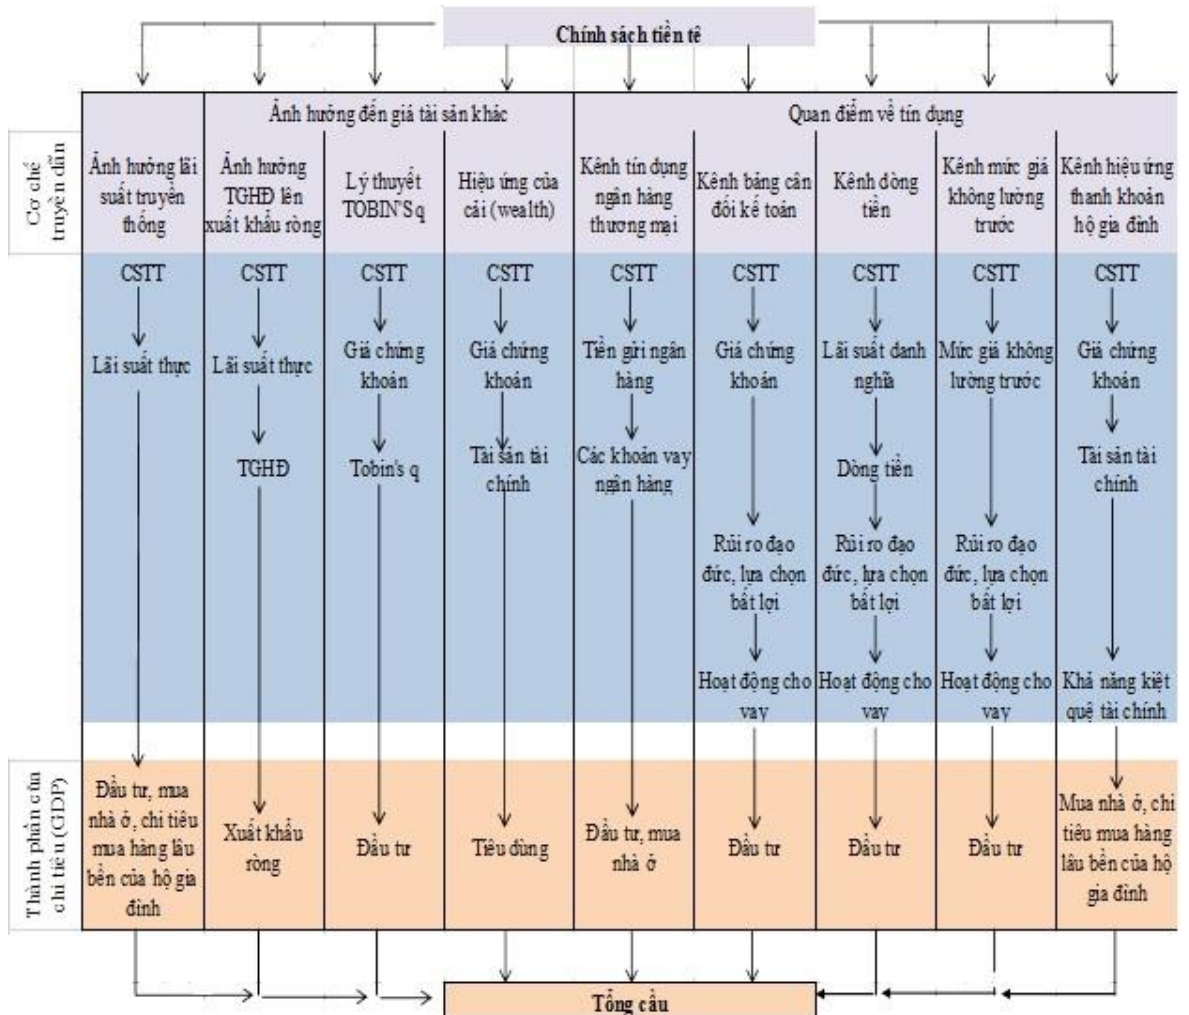 Chính sách tiền tê
Ảnh hưởng đến giá tài sản khác
Quan điểm về tín dụng
Cơ chế
truyền dẫn
Ảnh hưởng lãi
suất truyền
thống
Ảnh hưởng
TGHĐ lên
xuất khẩu ròng
Lý thuyết
TOBIN'S q
Hiệu ứng của
cải (wealth)
Kênh tín dụng
ngân hàng
thương mại
Kênh bảng cân
đối kế toán
Kênh dòng
tiền
Kênh mức giá
không lường
trước
Kênh hiệu ứng
thanh khoản
hộ gia đình
CSTT
CSTT
CSTT
CSTT
CSTT
CSTT
CSTT
CSTT
CSTT
Lãi suất thực
Lãi suất thực
Giá chứng
khoán
Giá chứng
khoán
Tiền gửi ngân
hàng
Giá chứng
khoán
Lãi suất danh
nghĩa
Mức giá không
lường trước
Giá chứng
khoán
TGHĐ
Tobin's q
Tài sản tài
chính
Các khoản vay
ngân hàng
Dòng tiền
Tài sản tài
chính
Rủi ro đạo
đức, lựa chọn
bất lợi
Rủi ro đạo
đức, lựa chọn
bất lợi
Rủi ro đạo
đức, lựa chọn
bất lợi
Hoạt động cho
vay
Hoạt động cho
vay
Hoạt động cho
vay
Khả năng kiệt
quệ tài chính
Thành phần của
chi tiêu (GDP)
Đầu tư, mua
nhà ở, chi tiêu
mua hàng lâu
bền của hộ gia
đình
Xuất khẩu
ròng
Đầu tư
Tiêu dùng
Đầu tư, mua
nhà ở
Đầu tư
Đầu tư
Đầu tư
Mua nhà ở, chi
tiêu mua hàng
lâu bền của hộ
gia đình
Tổng cầu